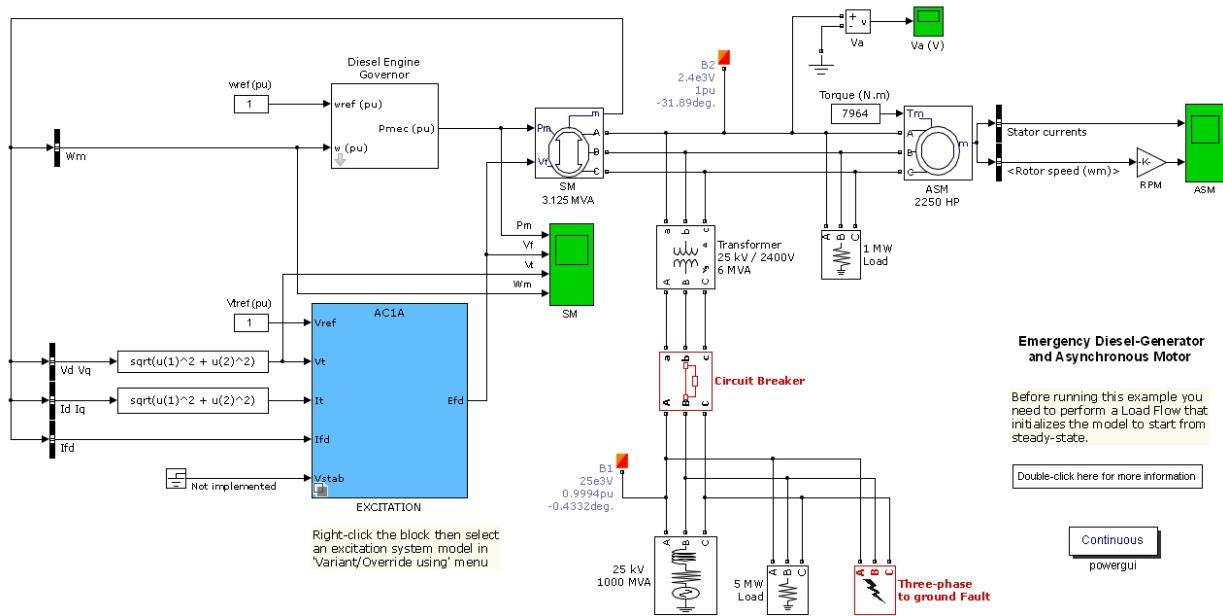 Diesel Engine
Governor
wref (pu)
1
wref (pu)
w (pu)
Pmec (pu)
Wm
Pm
Vf
m
A
B
C
SM
3.125 MVA
B2
2.4e3V
1pu
-31.89deg.
+
-
v
Va
Va (V)
Torque (N.m)
7964
Tm
A
B
C
m
ASM
2250 HP
Stator currents
<Rotor speed (wm)>
-K-
RPM
ASM
Pm
Vf
Vt
Wm
SM
a
b
c
A
B
C
Transformer
25 kV / 2400V
6 MVA
A
B
C
1 MW
Load
Vtref (pu)
1
AC1A
Vref
Vt
It
Ifd
Vstab
Efd
EXCITATION
Vd Vq
sqrt(u(1)^2 + u(2)^2)
Id Iq
sqrt(u(1)^2 + u(2)^2)
Ifd
Not implemented
Right-click the block then select
an excitation system model in
'Variant/Override using' menu
a
b
c
A
B
C
Circuit Breaker
B1
25e3V
0.9994pu
-0.4332deg.
A
B
C
25 kV
1000 MVA
A
B
C
5 MW
Load
A
B
C
Three-phase
to ground Fault
Emergency Diesel-Generator
and Asynchronous Motor
Before running this example you
need to perform a Load Flow that
initializes the model to start from
steady-state.
Double-click here for more information
Continuous
powergui